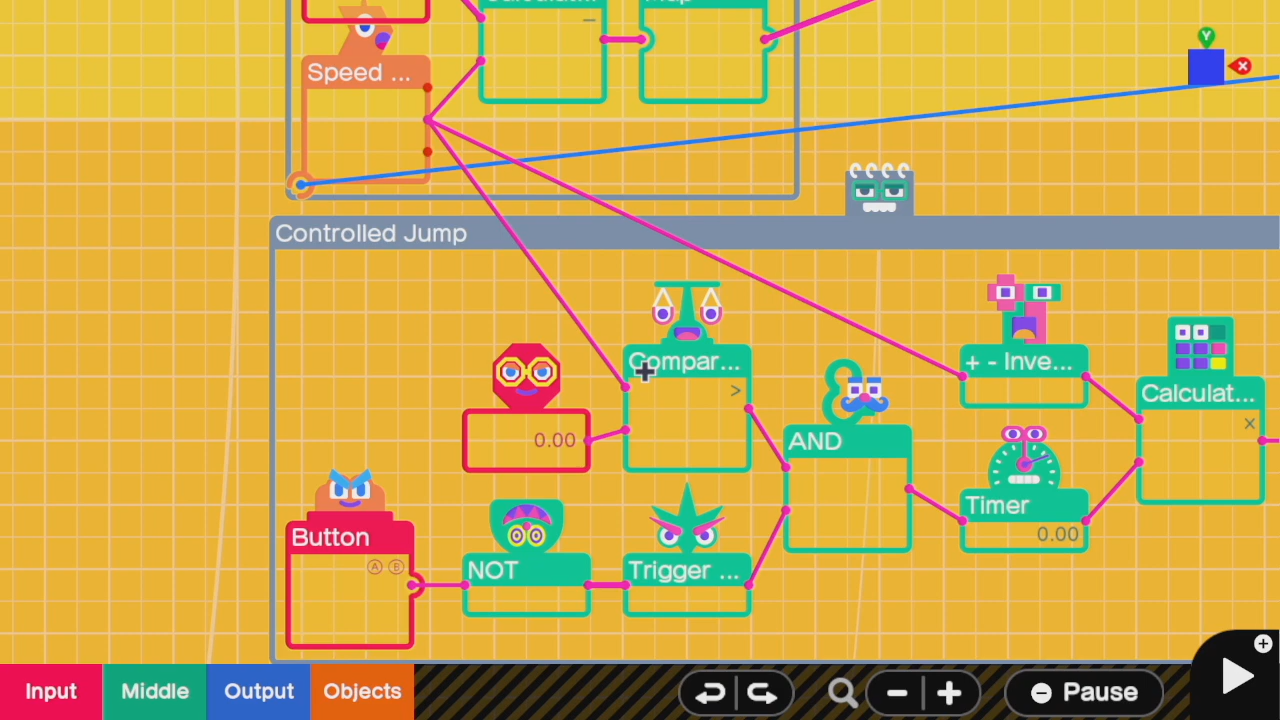 Map
Speed ...
Y
Controlled Jump
Compar...
>
+ - Inve...
Calculat...
×
0.00
AND
Timer
0.00
Button
A B
NOT
Trigger ...
Input
Middle
Output
Objects
Pause